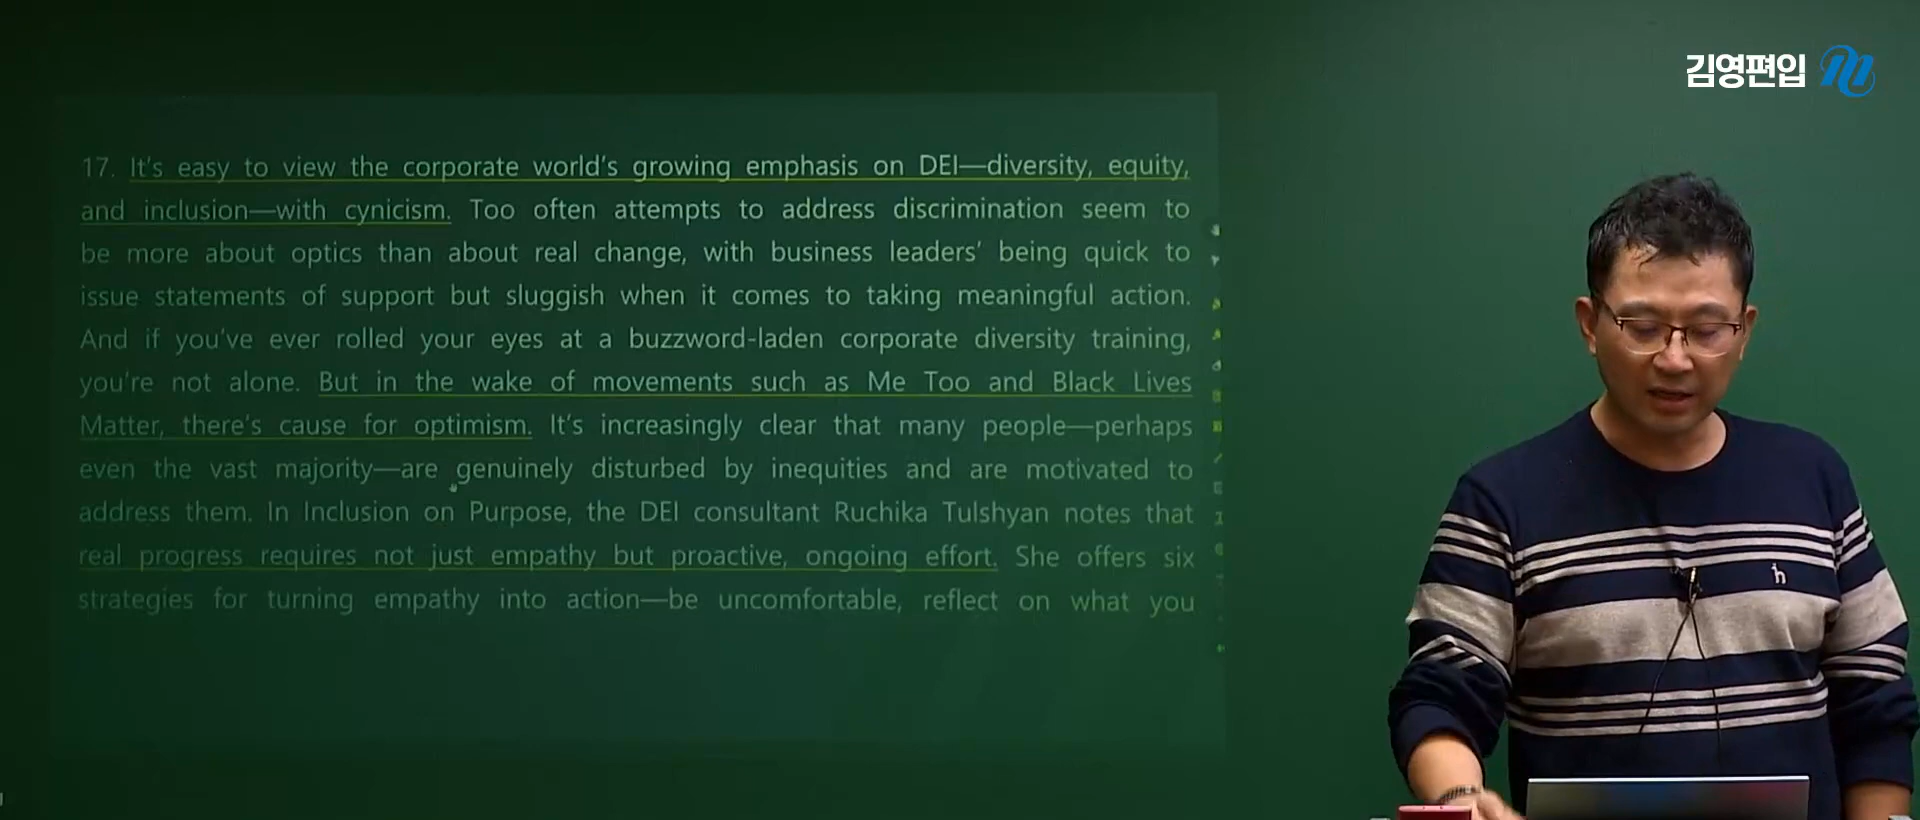 김영편입
17. It's easy to view the corporate world's growing emphasis on DEI—diversity, equity,
and inclusion—with cynicism. Too often attempts to address discrimination seem to
be more about optics than about real change, with business leaders' being quick to
issue statements of support but sluggish when it comes to taking meaningful action.
And if you've ever rolled your eyes at a buzzword-laden corporate diversity training,
you're not alone. But in the wake of movements such as Me Too and Black Lives
Matter, there's cause for optimism. It's increasingly clear that many people—perhaps
even the vast majority—are genuinely disturbed by inequities and are motivated to
address them. In Inclusion on Purpose, the DEI consultant Ruchika Tulshyan notes that
real progress requires not just empathy but proactive, ongoing effort. She offers six
strategies for turning empathy into action—be uncomfortable, reflect on what you
h